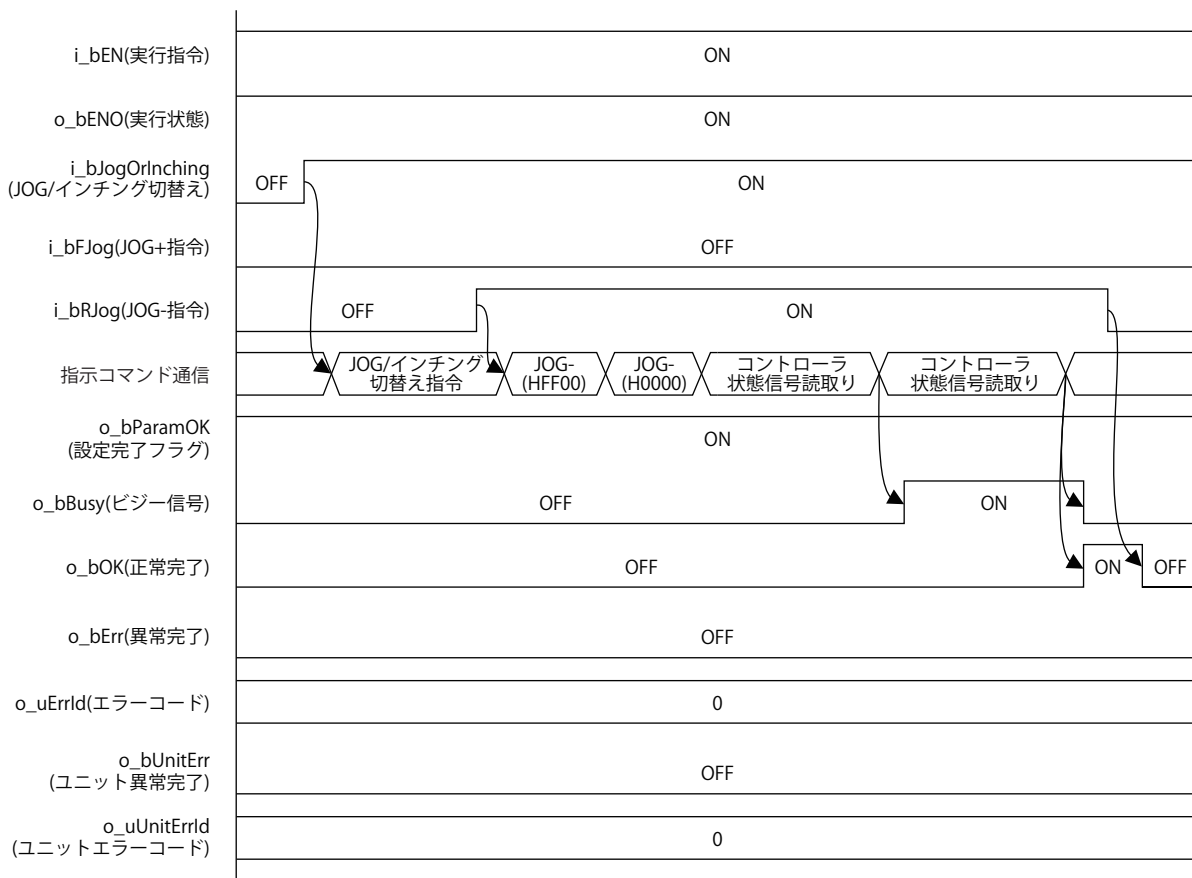 i_bEN(実行指令)
ON
o_bENO(実行状態)
ON
i_bJogOrInching
(JOG/インチング切替え)
OFF
ON
i_bFJog(JOG+指令)
OFF
i_bRJog(JOG-指令)
OFF
ON
指示コマンド通信
JOG/インチング
切替え指令
JOG-
(HFF00)
JOG-
(H0000)
コントローラ
状態信号読取り
コントローラ
状態信号読取り
o_bParamOK
(設定完了フラグ)
ON
o_bBusy(ビジー信号)
OFF
ON
o_bOK(正常完了)
OFF
ON
OFF
o_bErr(異常完了)
OFF
o_uErrId(エラーコード)
0
o_bUnitErr
(ユニット異常完了)
OFF
o_uUnitErrId
(ユニットエラーコード)
0